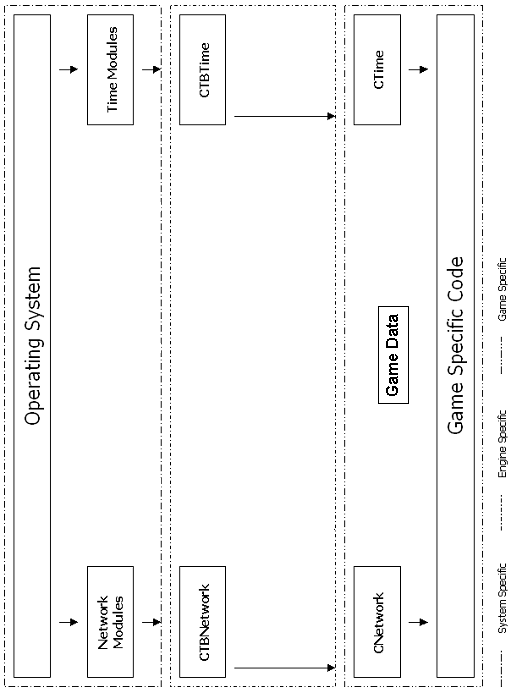 Operating System
Network
Modules
Time Modules
CTBNetwork
CTBTime
CNetwork
Game Data
CTime
Game Specific Code
System Specific
Engine Specific
Game Specific